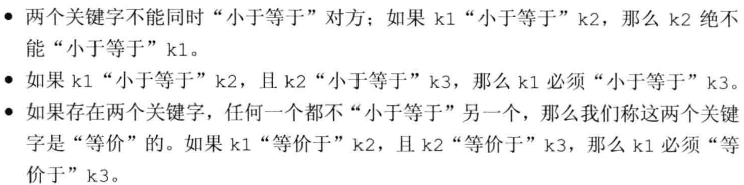 • 两个关键字不能同时“小于等于”对方；如果 k1“小于等于”k2，那么 k2 绝不
能“小于等于”k1。
• 如果 k1“小于等于”k2，且 k2“小于等于”k3，那么 k1 必须“小于等于”k3。
• 如果存在两个关键字，任何一个都不“小于等于”另一个，那么我们称这两个关键
字是“等价”的。如果 k1“等价于”k2，且 k2“等价于”k3，那么 k1 必须“等
价于”k3。